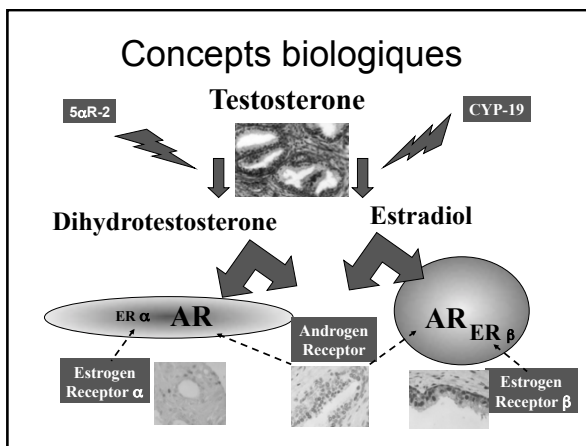 Concepts biologiques
Testosterone
5αR-2
CYP-19
Dihydrotestosterone
Estradiol
ER α AR
AR ER β
Androgen
Receptor
Estrogen
Receptor α
Estrogen
Receptor β